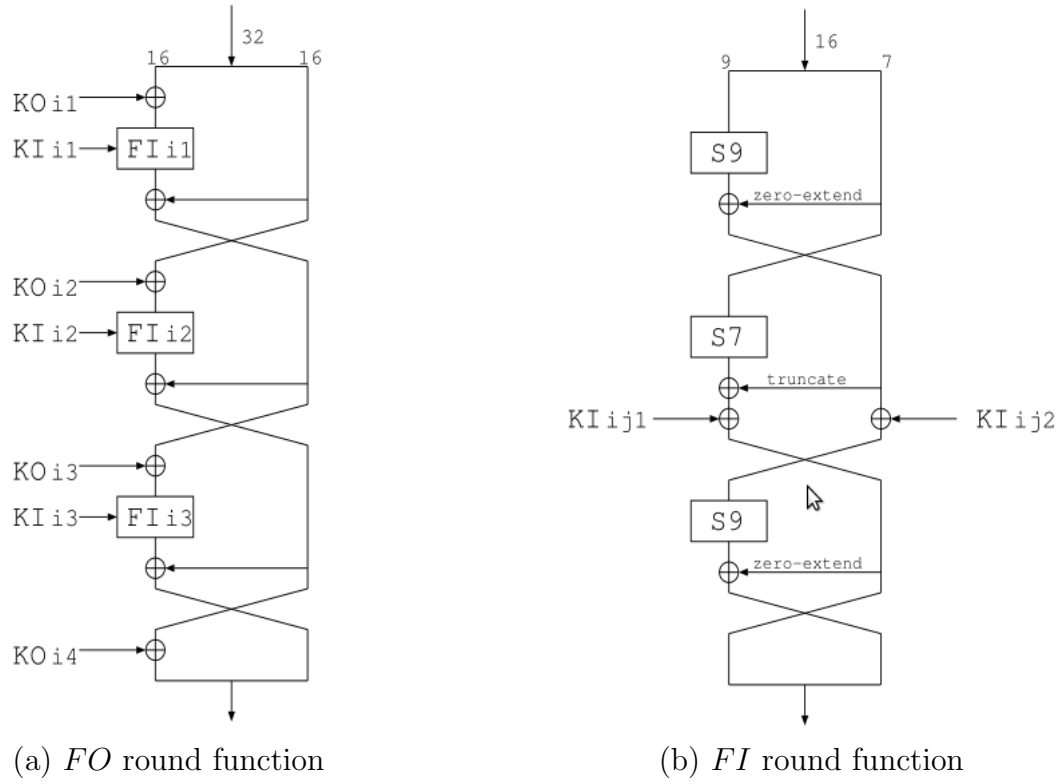 32
16 16
KOi1
KIi1 FIi1
KOi2
KIi2 FIi2
KOi3
KIi3 FIi3
KOi4
(a) FO round function
16
9 7
S9
zero-extend
S7
truncate
KIij1 KIij2
S9
zero-extend
(b) FI round function